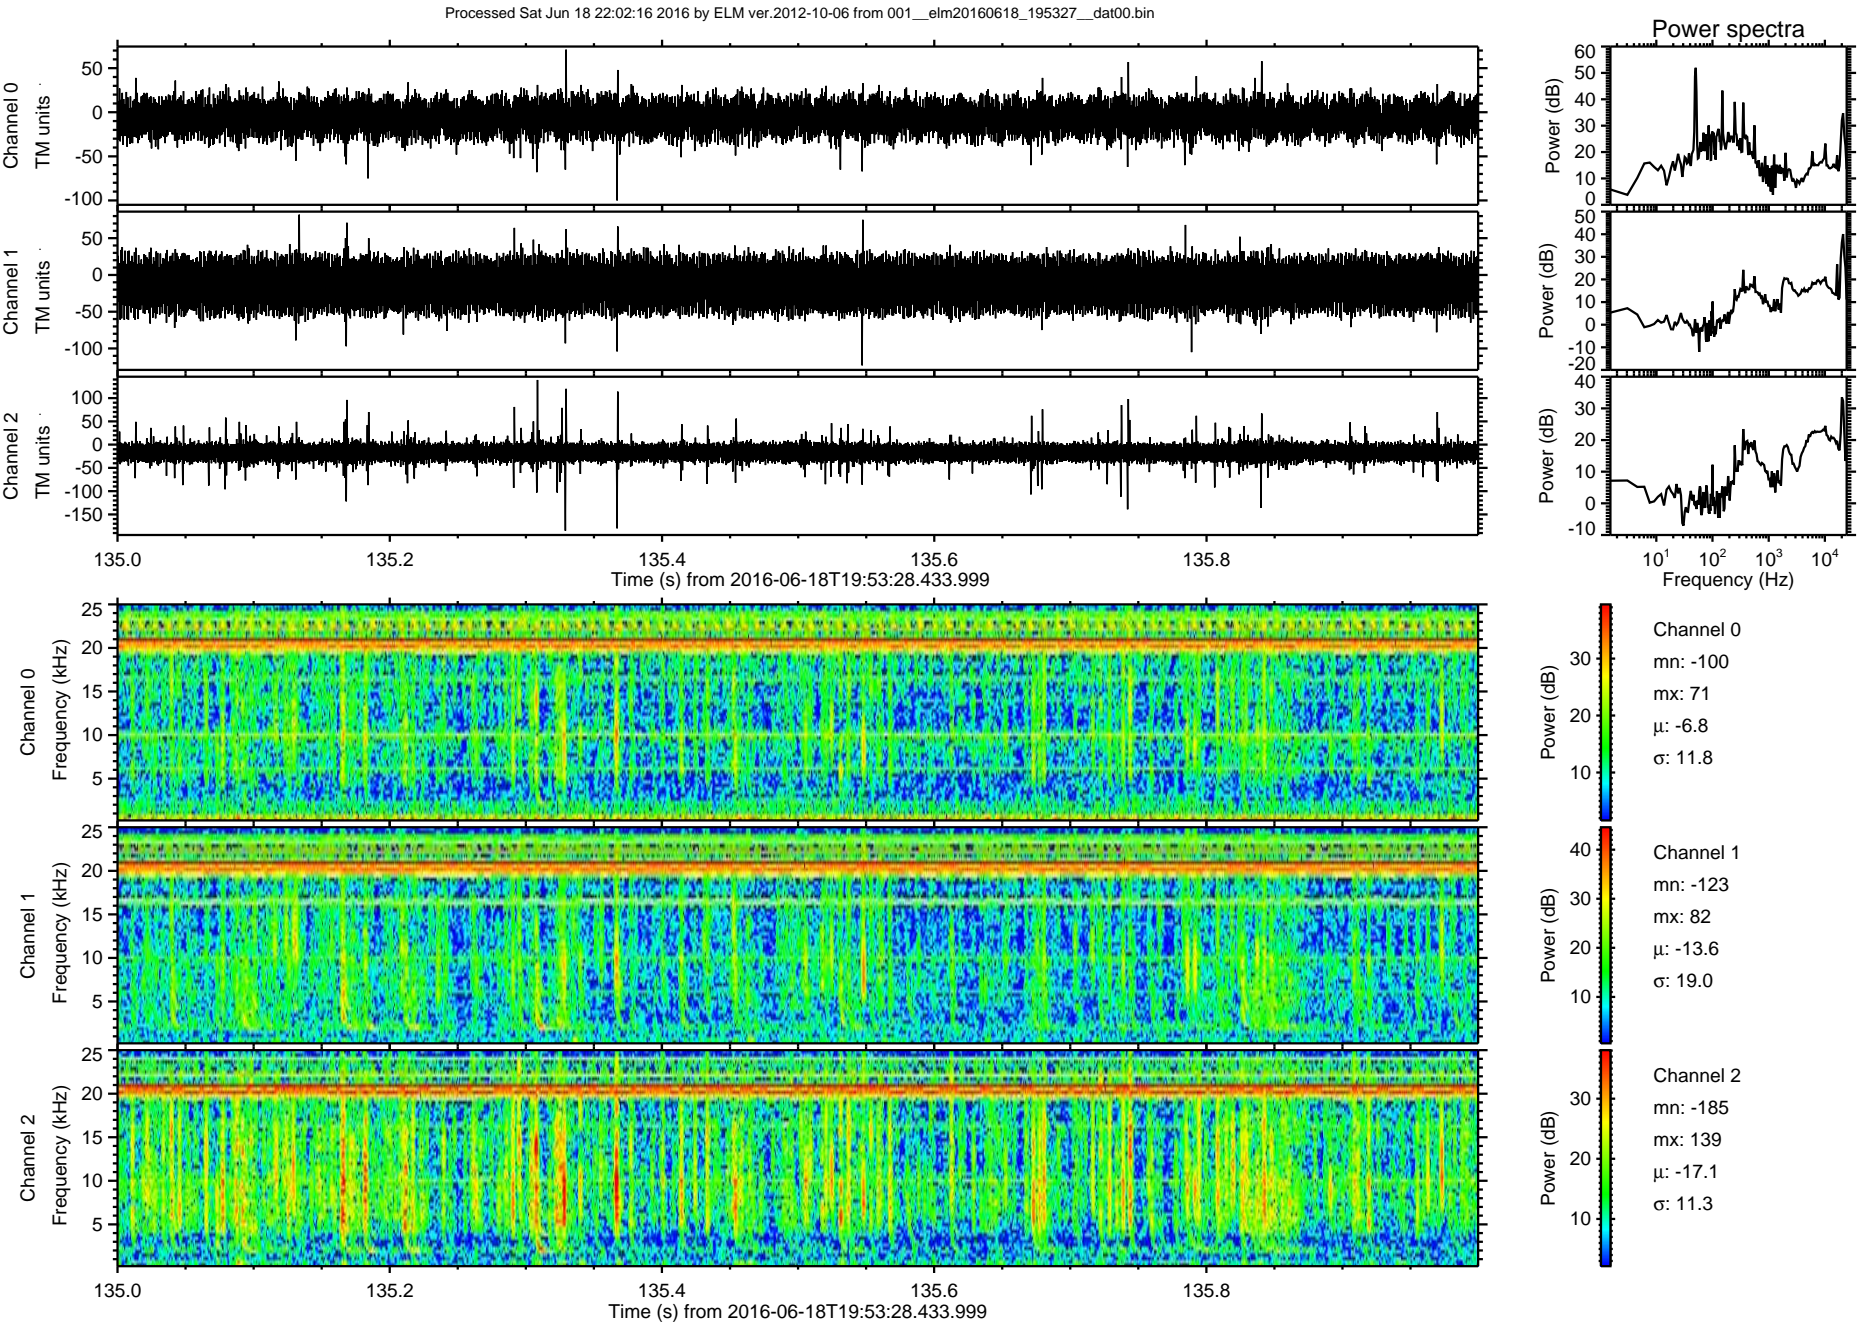 Processed Sat Jun 18 22:02:16 2016 by ELM ver.2012-10-06 from 001__elm20160618_195327__dat00.bin
Power spectra
Channel 0
TM units
50
0
-50
-100
Power (dB)
60
50
40
30
20
10
0
Channel 1
TM units
50
0
-50
-100
Power (dB)
50
40
30
20
10
0
-10
-20
Channel 2
TM units
100
50
0
-50
-100
-150
Power (dB)
40
30
20
10
0
-10
135.0 135.2 135.4 135.6 135.8
Time (s) from 2016-06-18T19:53:28.433.999
10¹ 10² 10³ 10⁴
Frequency (Hz)
Channel 0
Frequency (kHz)
25
20
15
10
5
Power (dB)
30
20
10
Channel 0
mn: -100
mx: 71
μ: -6.8
σ: 11.8
Channel 1
Frequency (kHz)
25
20
15
10
5
Power (dB)
40
30
20
10
Channel 1
mn: -123
mx: 82
μ: -13.6
σ: 19.0
Channel 2
Frequency (kHz)
25
20
15
10
5
Power (dB)
30
20
10
Channel 2
mn: -185
mx: 139
μ: -17.1
σ: 11.3
135.0 135.2 135.4 135.6 135.8
Time (s) from 2016-06-18T19:53:28.433.999